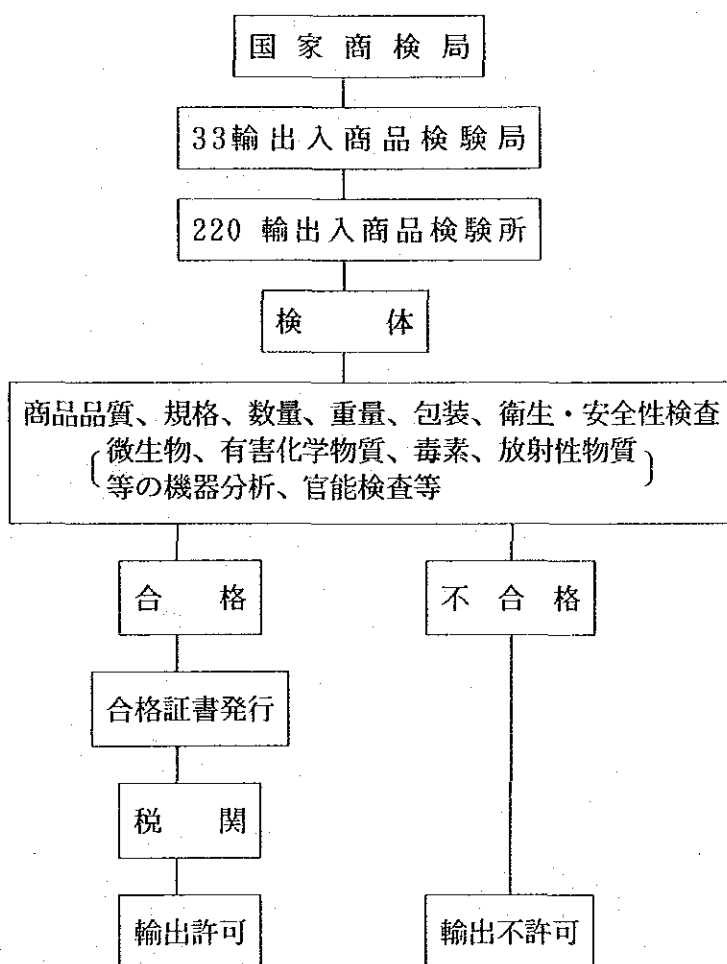 国家商検局
33輸出入商品検験局
220 輸出入商品検験所
検 体
商品品質、規格、数量、重量、包装、衛生・安全性検査
微生物、有害化学物質、毒素、放射性物質
等の機器分析、官能検査等
合 格
不 合 格
合格証書発行
税 関
輸出許可
輸出不許可